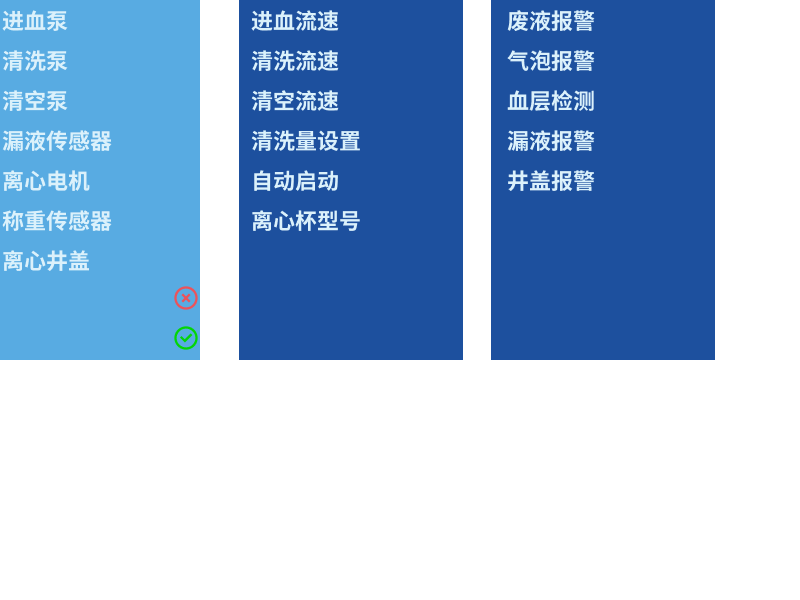 进血泵
清洗泵
清空泵
漏液传感器
离心电机
称重传感器
离心井盖
进血流速
清洗流速
清空流速
清洗量设置
自动启动
离心杯型号
废液报警
气泡报警
血层检测
漏液报警
井盖报警